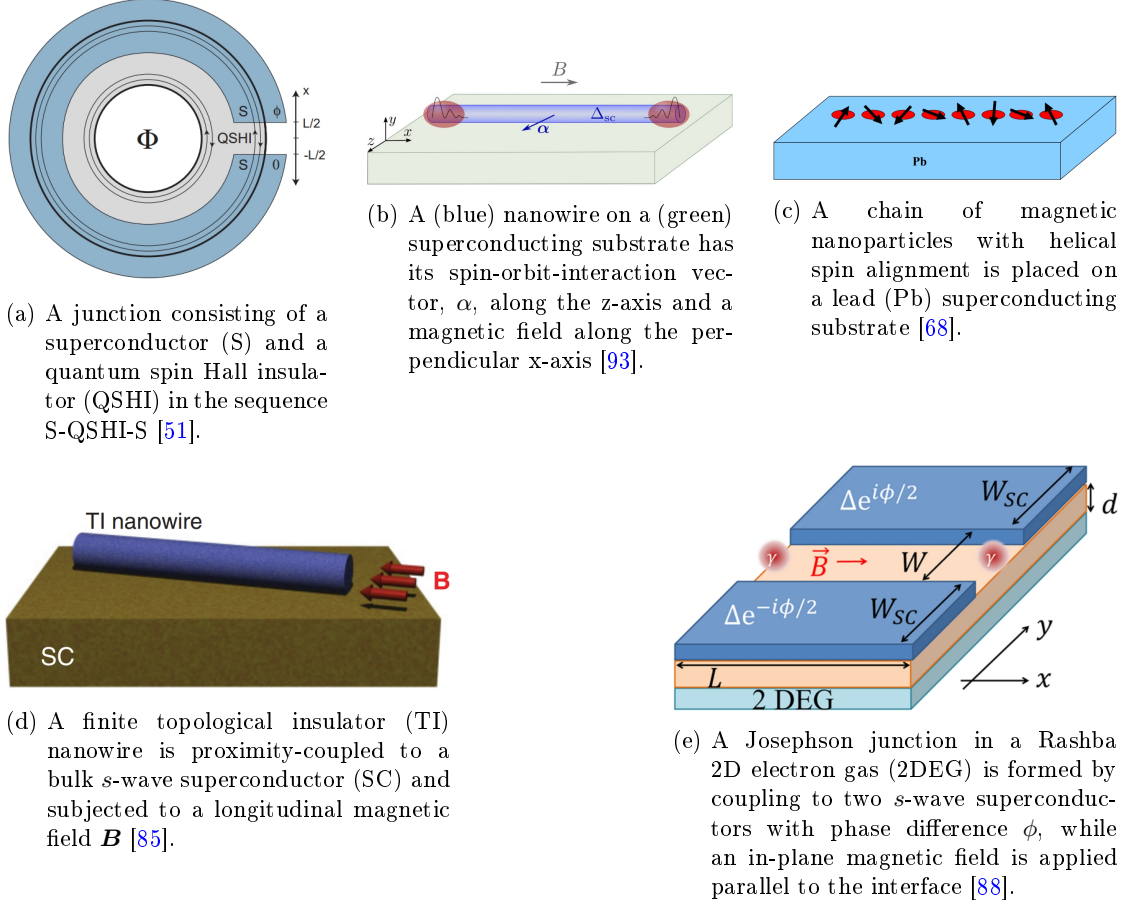 S
ϕ
x
L/2
Φ
QSHI
-L/2
S
0
(a) A junction consisting of a
superconductor (S) and a
quantum spin Hall insula-
tor (QSHI) in the sequence
S-QSHI-S [51].
B
y
x
z
α
Δsc
(b) A (blue) nanowire on a (green)
superconducting substrate has
its spin-orbit-interaction vec-
tor, α, along the z-axis and a
magnetic field along the per-
pendicular x-axis [93].
Pb
(c) A chain of magnetic
nanoparticles with helical
spin alignment is placed on
a lead (Pb) superconducting
substrate [68].
TI nanowire
B
SC
(d) A finite topological insulator (TI)
nanowire is proximity-coupled to a
bulk s-wave superconductor (SC) and
subjected to a longitudinal magnetic
field B [85].
Δe^{iϕ/2}
W_{SC}
d
γ
B⃗
W
γ
Δe^{-iϕ/2}
W_{SC}
y
L
x
2 DEG
(e) A Josephson junction in a Rashba
2D electron gas (2DEG) is formed by
coupling to two s-wave superconduc-
tors with phase difference ϕ, while
an in-plane magnetic field is applied
parallel to the interface [88].